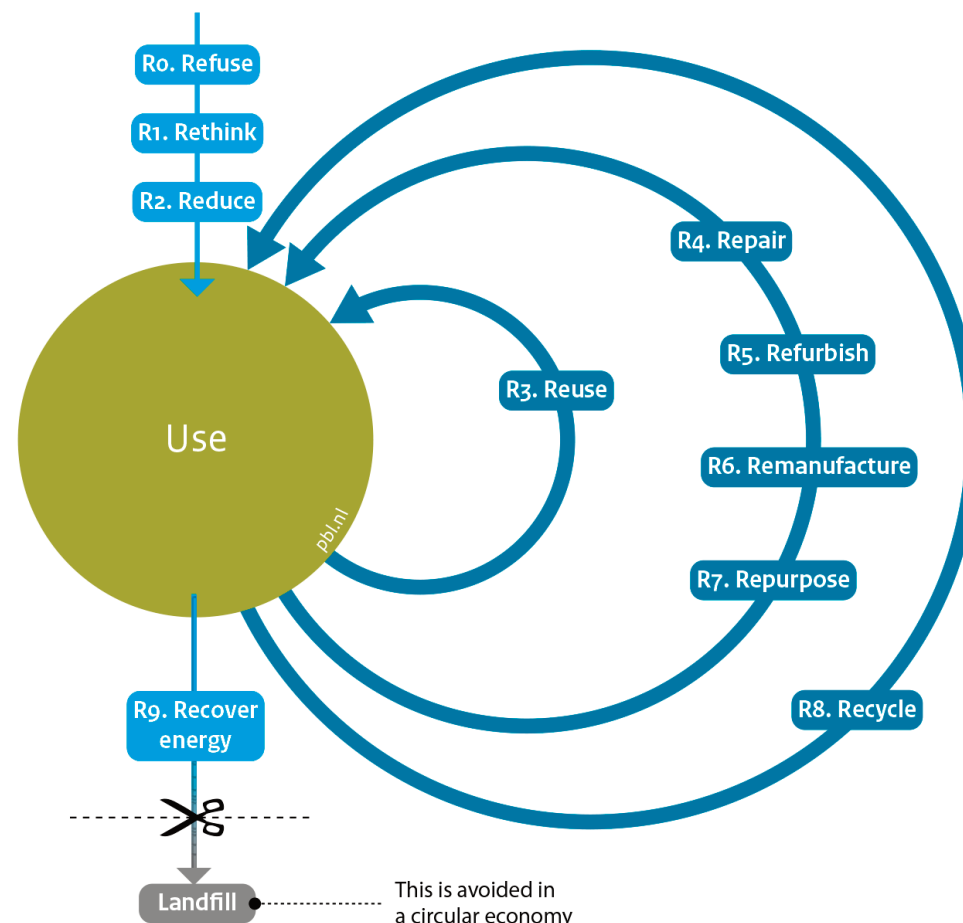 R0. Refuse
R1. Rethink
R2. Reduce
R4. Repair
R5. Refurbish
R3. Reuse
Use
R6. Remanufacture
pbl.nl
R7. Repurpose
R9. Recover
energy
R8. Recycle
Landfill
This is avoided in
a circular economy